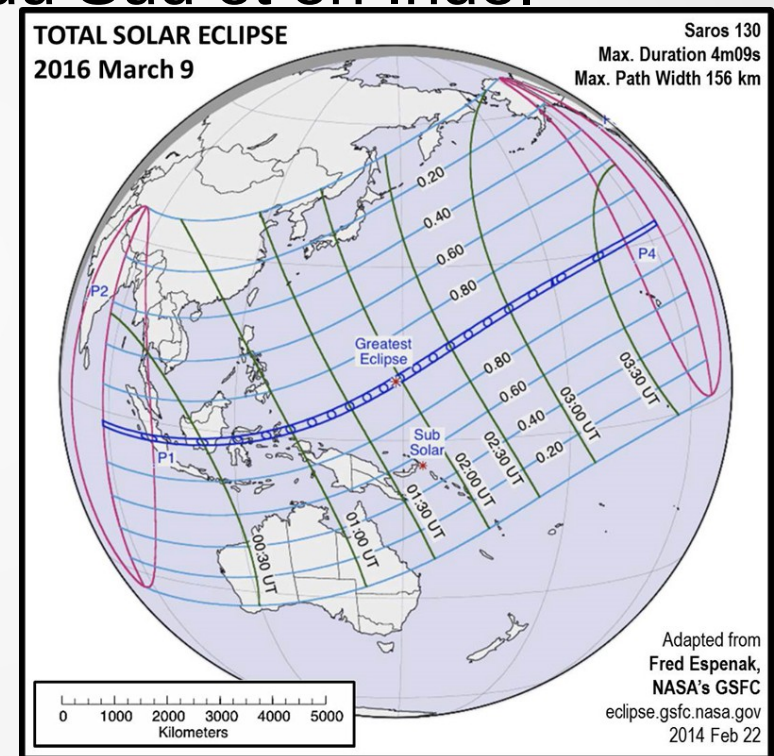 TOTAL SOLAR ECLIPSE
2016 March 9
Saros 130
Max. Duration 4m09s
Max. Path Width 156 km
0.20
0.40
0.60
0.80
P4
P2
Greatest
Eclipse
0.80
0.60
0.40
0.20
03:30 UT
03:00 UT
02:30 UT
02:00 UT
01:30 UT
01:00 UT
00:30 UT
P1
Sub
Solar
0 1000 2000 3000 4000 5000
Kilometers
Adapted from
Fred Espenak,
NASA's GSFC
eclipse.gsfc.nasa.gov
2014 Feb 22